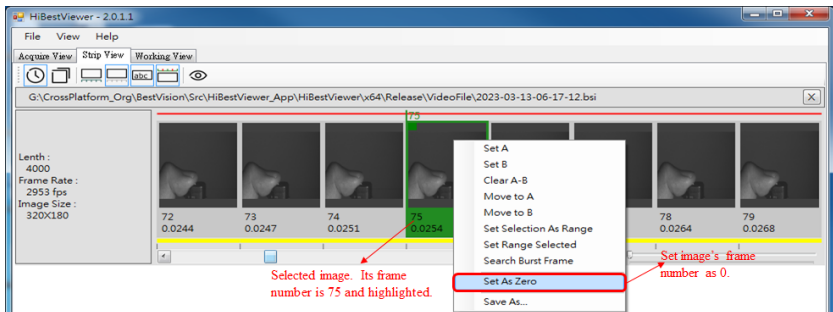 HiBestViewer - 2.0.1.1
File View Help
Acquire View Strip View Working View
abc
G:\CrossPlatform_Org\BestVision\Src\HiBestViewer_App\HiBestViewer\x64\Release\VideoFile\2023-03-13-06-17-12.bsi
75
Lenth :
4000
Frame Rate :
2953 fps
Image Size :
320X180
72 73 74 75 78 79
0.0244 0.0247 0.0251 0.0254 0.0264 0.0268
Set A
Set B
Clear A-B
Move to A
Move to B
Set Selection As Range
Set Range Selected
Search Burst Frame
Set As Zero
Save As...
Selected image. Its frame
number is 75 and highlighted.
Set image's frame
number as 0.